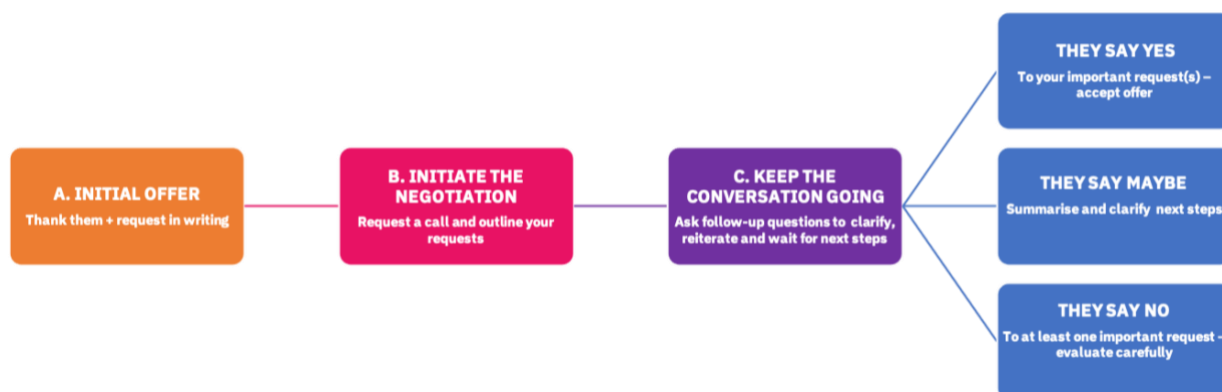 A. INITIAL OFFER
Thank them + request in writing
B. INITIATE THE
NEGOTIATION
Request a call and outline your
requests
C. KEEP THE
CONVERSATION GOING
Ask follow-up questions to clarify,
reiterate and wait for next steps
THEY SAY YES
To your important request(s) –
accept offer
THEY SAY MAYBE
Summarise and clarify next steps
THEY SAY NO
To at least one important request –
evaluate carefully